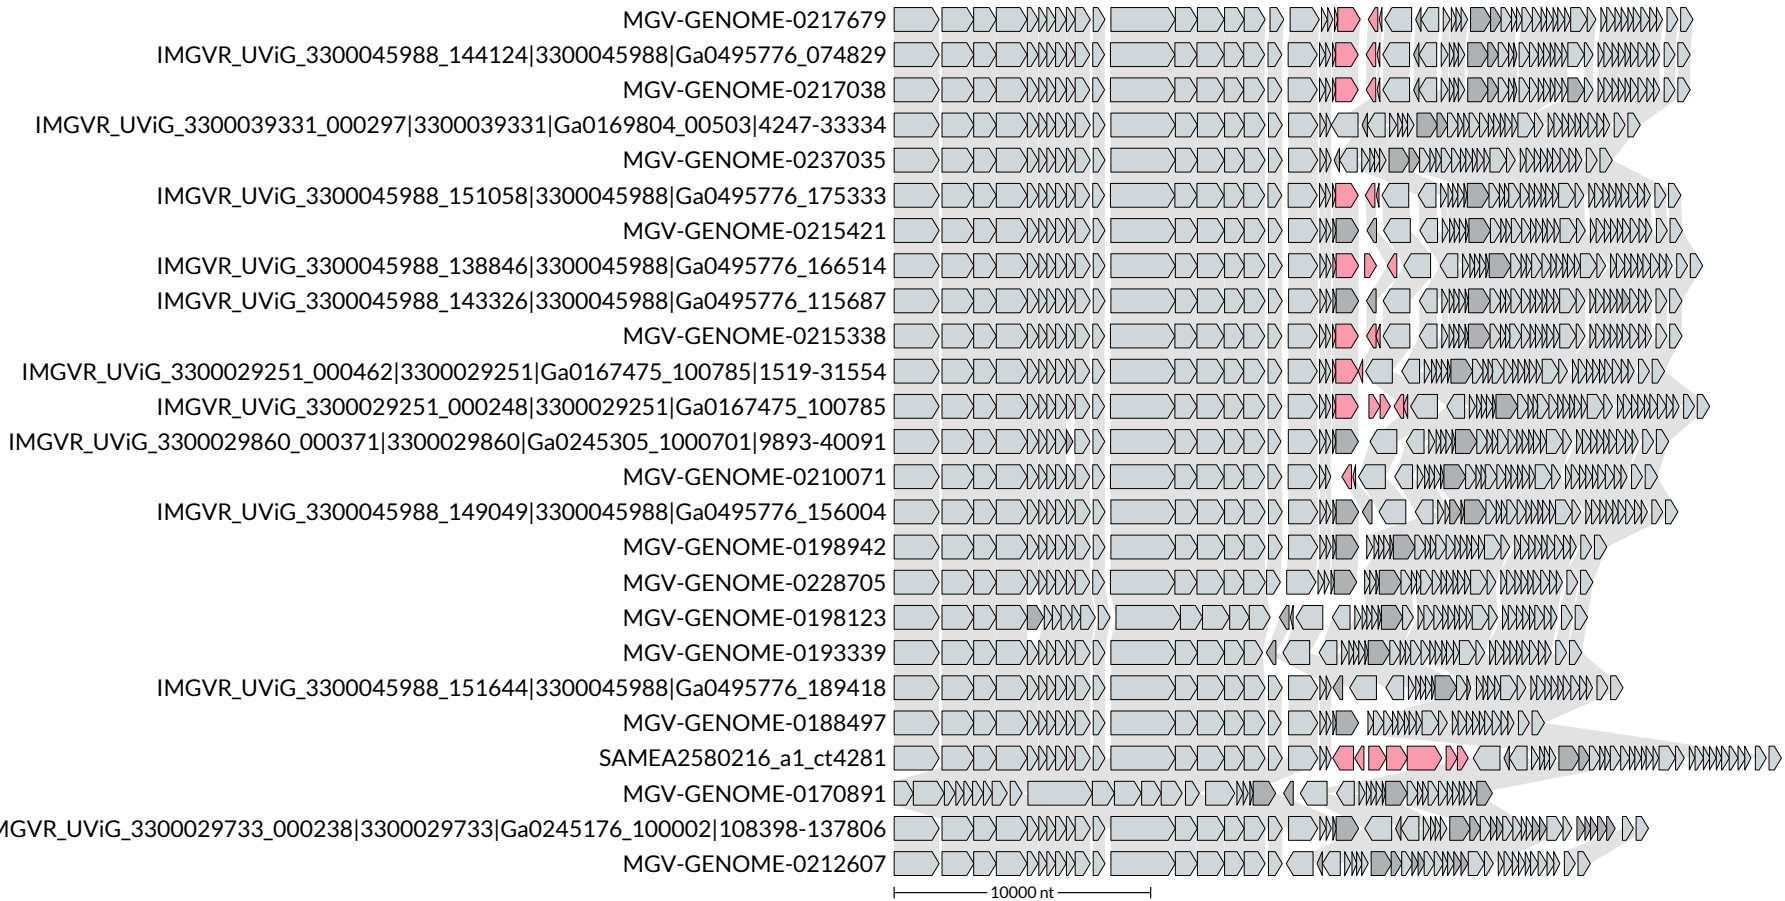 MGV-GENOME-0217679
IMGVR_UViG_3300045988_144124|3300045988|Ga0495776_074829
MGV-GENOME-0217038
IMGVR_UViG_3300039331_000297|3300039331|Ga0169804_00503|4247-33334
MGV-GENOME-0237035
IMGVR_UViG_3300045988_151058|3300045988|Ga0495776_175333
MGV-GENOME-0215421
IMGVR_UViG_3300045988_138846|3300045988|Ga0495776_166514
IMGVR_UViG_3300045988_143326|3300045988|Ga0495776_115687
MGV-GENOME-0215338
IMGVR_UViG_3300029251_000462|3300029251|Ga0167475_100785|1519-31554
IMGVR_UViG_3300029251_000248|3300029251|Ga0167475_100785
IMGVR_UViG_3300029860_000371|3300029860|Ga0245305_1000701|9893-40091
MGV-GENOME-0210071
IMGVR_UViG_3300045988_149049|3300045988|Ga0495776_156004
MGV-GENOME-0198942
MGV-GENOME-0228705
MGV-GENOME-0198123
MGV-GENOME-0193339
IMGVR_UViG_3300045988_151644|3300045988|Ga0495776_189418
MGV-GENOME-0188497
SAMEA2580216_a1_ct4281
MGV-GENOME-0170891
MGVR_UViG_3300029733_000238|3300029733|Ga0245176_100002|108398-137806
MGV-GENOME-0212607
10000 nt